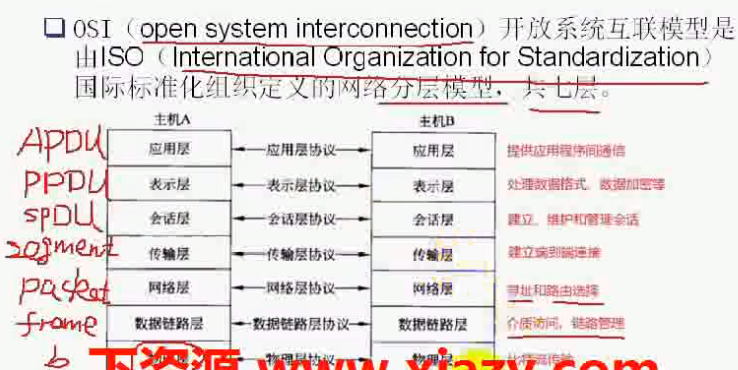 □ OSI（open system interconnection）开放系统互联模型是
由ISO（International Organization for Standardization）
国际标准化组织定义的网络分层模型，共七层。
主机A 主机B
APDU 应用层 应用层协议 应用层 提供应用程序间通信
PPDU 表示层 表示层协议 表示层 处理数据格式、数据加密等
SPDU 会话层 会话层协议 会话层 建立、维护和管理会话
segment 传输层 传输层协议 传输层 建立端到端连接
packet 网络层 网络层协议 网络层 寻址和路由选择
frame 数据链路层 数据链路层协议 数据链路层 介质访问、链路管理
b 物理层 物理层协议 物理层 比特流传输
下资源 www.xiazy.com